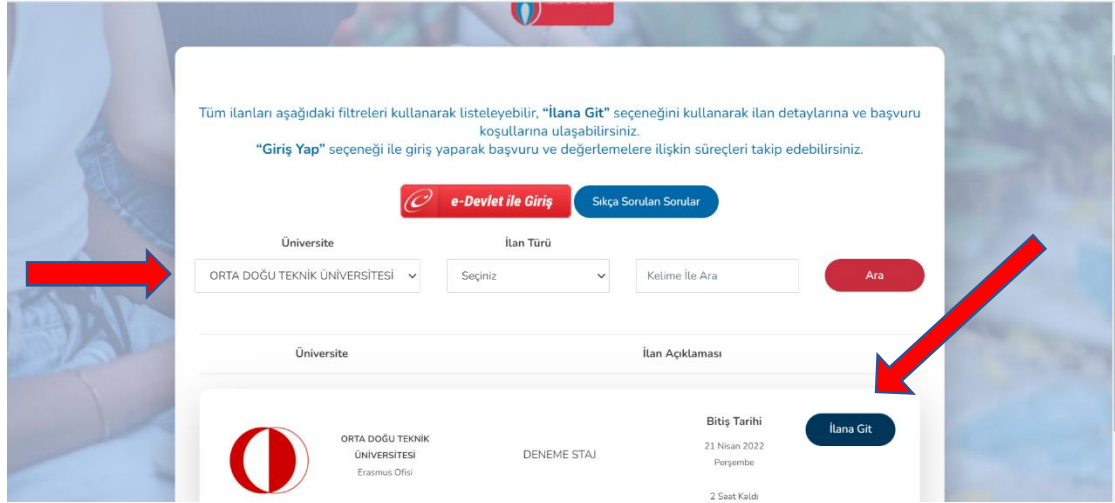 Tüm ilanları aşağıdaki filtreleri kullanarak listeleyebilir, “İlana Git” seçeneğini kullanarak ilan detaylarına ve başvuru
koşullarına ulaşabilirsiniz.
“Giriş Yap” seçeneği ile giriş yaparak başvuru ve değerlemelere ilişkin süreçleri takip edebilirsiniz.
e-Devlet ile Giriş
Sıkça Sorulan Sorular
Üniversite
İlan Türü
ORTA DOĞU TEKNİK ÜNİVERSİTESİ
Seçiniz
Kelime İle Ara
Ara
Üniversite
İlan Açıklaması
ORTA DOĞU TEKNİK
ÜNİVERSİTESİ
Erasmus Ofisi
DENEME STAJ
Bitiş Tarihi
21 Nisan 2022
Perşembe
2 Saat Kaldı
İlana Git